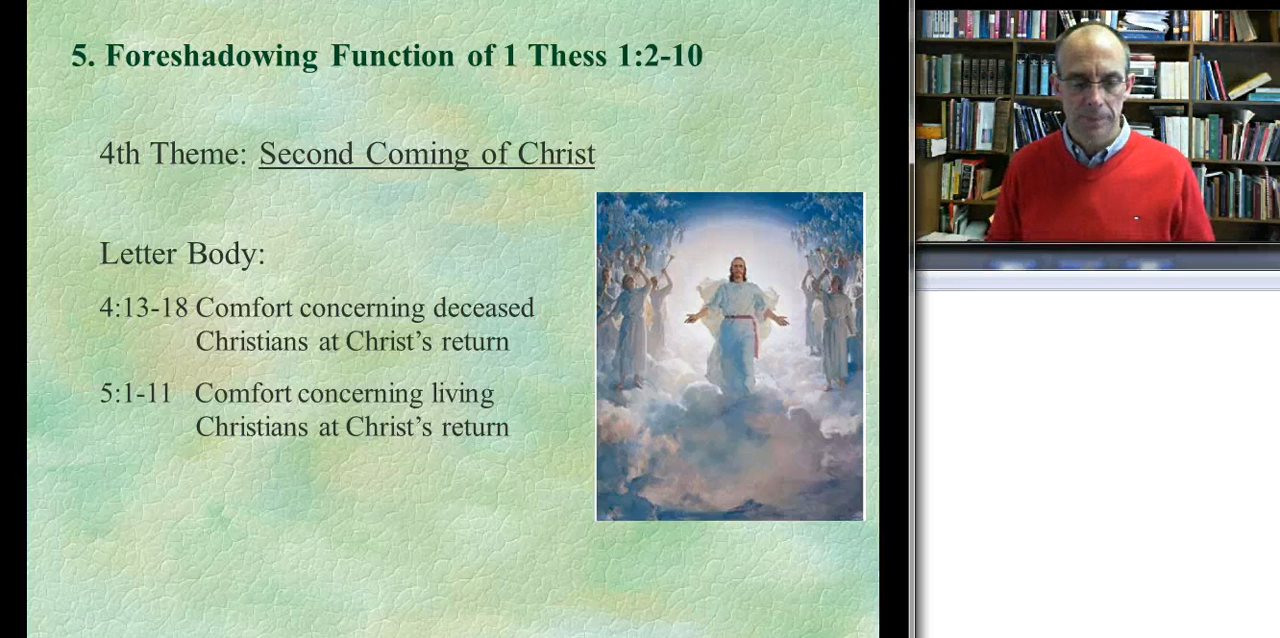 5. Foreshadowing Function of 1 Thess 1:2-10
4th Theme: Second Coming of Christ
Letter Body:
4:13-18 Comfort concerning deceased
Christians at Christ’s return
5:1-11 Comfort concerning living
Christians at Christ’s return